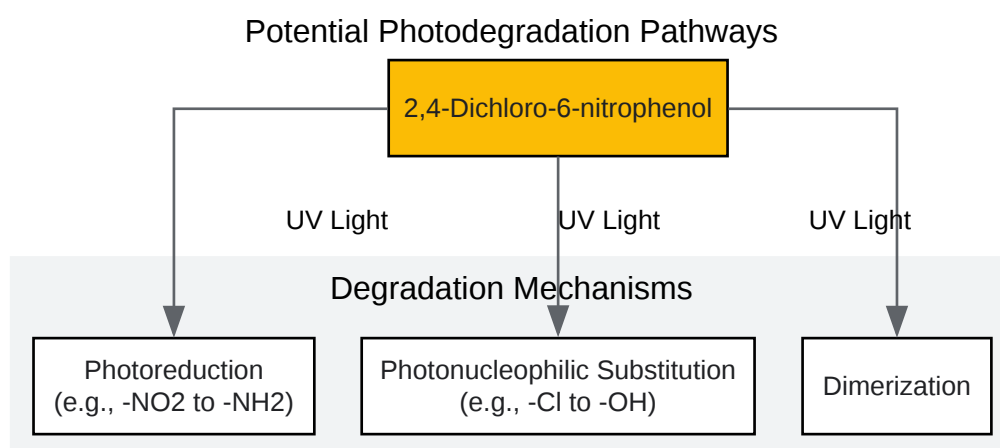 Potential Photodegradation Pathways
2,4-Dichloro-6-nitrophenol
UV Light
UV Light
UV Light
Degradation Mechanisms
Photoreduction
(e.g., -NO2 to -NH2)
Photonucleophilic Substitution
(e.g., -Cl to -OH)
Dimerization